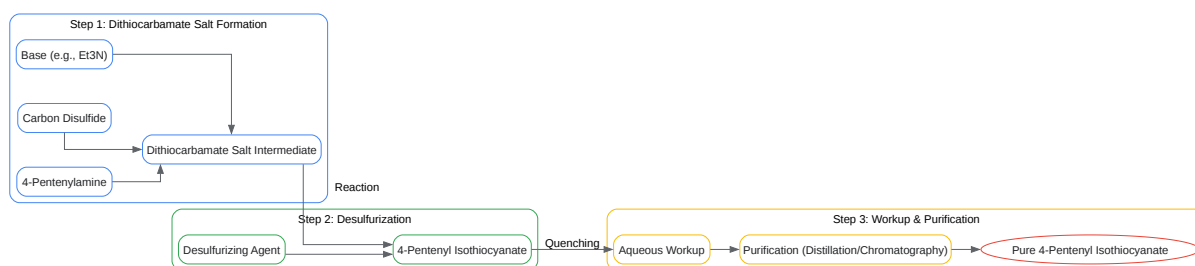 Step 1: Dithiocarbamate Salt Formation
Base (e.g., Et3N)
Carbon Disulfide
Dithiocarbamate Salt Intermediate
4-Pentenylamine
Reaction
Step 2: Desulfurization
Desulfurizing Agent
4-Pentenyl Isothiocyanate
Quenching
Step 3: Workup & Purification
Aqueous Workup
Purification (Distillation/Chromatography)
Pure 4-Pentenyl Isothiocyanate